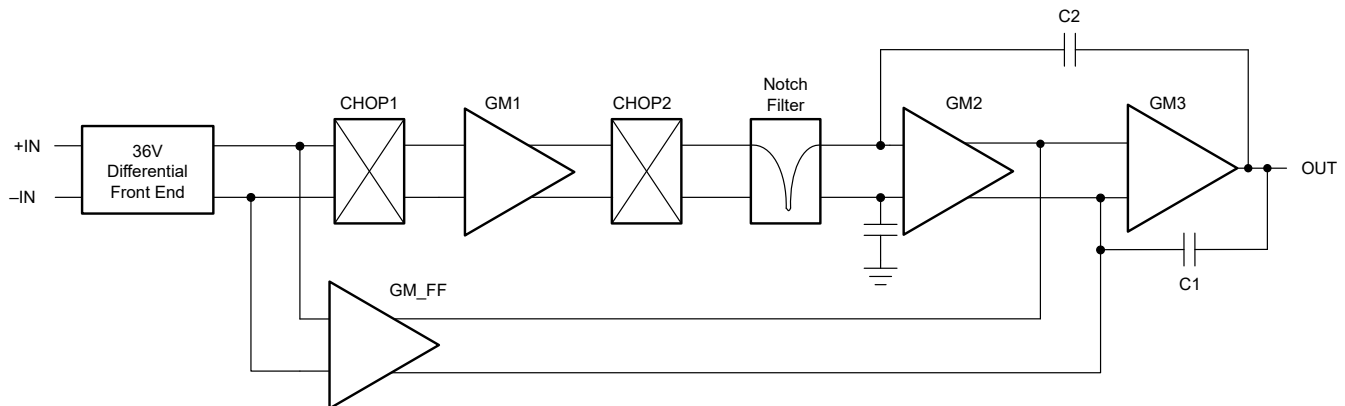 C2
Notch
Filter
CHOP1
GM1
CHOP2
GM2
GM3
+IN
–IN
36V
Differential
Front End
OUT
C1
GM_FF